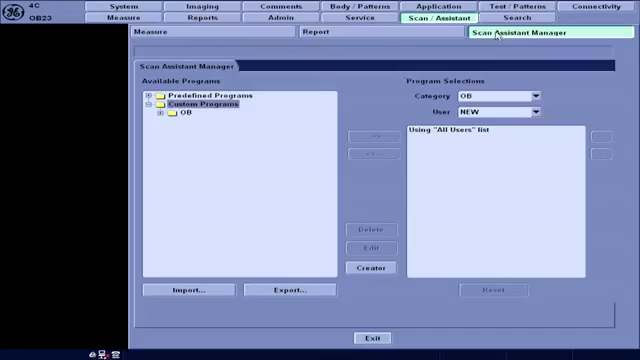 4C
OB23
System Imaging Comments Body / Patterns Application Test / Patterns Connectivity
Measure Reports Admin Service Scan / Assistant Search
Measure Report Scan Assistant Manager
Scan Assistant Manager
Available Programs
Predefined Programs
Custom Programs
OB
>>
<<
Delete
Edit
Creator
Import... Export...
Program Selections
Category OB
User NEW
Using "All Users" list
Reset
Exit